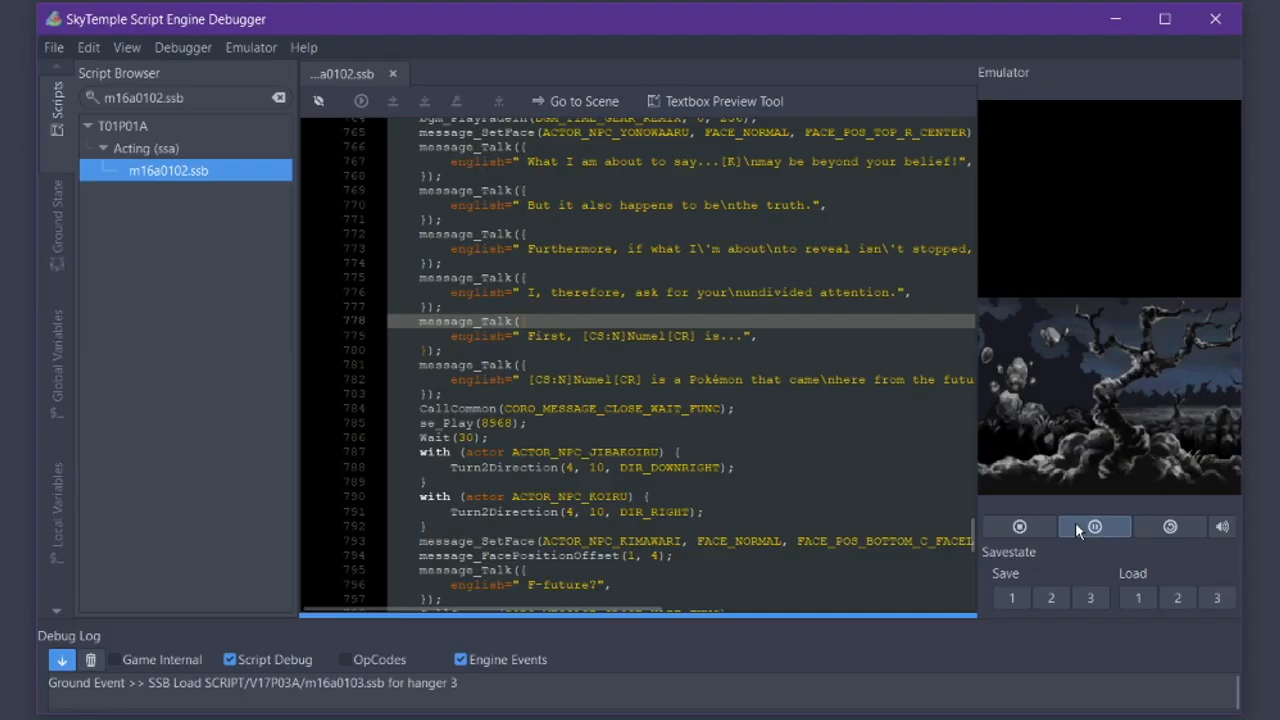 SkyTemple Script Engine Debugger
File Edit View Debugger Emulator Help
Script Browser
m16a0102.ssb
T01P01A
Acting (ssa)
m16a0102.ssb
Scripts
Ground State
Global Variables
Local Variables
...a0102.ssb
Go to Scene Textbox Preview Tool
765 message_SetFace(ACTOR_NPC_YONOWAARU, FACE_NORMAL, FACE_POS_TOP_R_CENTER)
766 message_Talk({
767 english=" What I am about to say...[K]\nmay be beyond your belief!",
768 });
769 message_Talk({
770 english=" But it also happens to be\nthe truth.",
771 });
772 message_Talk({
773 english=" Furthermore, if what I\'m about\nto reveal isn\'t stopped,
774 });
775 message_Talk({
776 english=" I, therefore, ask for your\nundivided attention.",
777 });
778 message_Talk({
779 english=" First, [CS:N]Numel[CR] is...",
780 });
781 message_Talk({
782 english=" [CS:N]Numel[CR] is a Pokémon that came\nhere from the futu
783 });
784 CallCommon(CORO_MESSAGE_CLOSE_WAIT_FUNC);
785 se_Play(8968);
786 Wait(30);
787 with (actor ACTOR_NPC_JIBAKOIRU) {
788 Turn2Direction(4, 10, DIR_DOWNRIGHT);
789 }
790 with (actor ACTOR_NPC_KOIRU) {
791 Turn2Direction(4, 10, DIR_RIGHT);
792 }
793 message_SetFace(ACTOR_NPC_KIMAWARI, FACE_NORMAL, FACE_POS_BOTTOM_C_FACEL
794 message_FacePositionOffset(1, 4);
795 message_Talk({
796 english=" F-future?",
797 });
Emulator
Savestate
Save Load
1 2 3 1 2 3
Debug Log
Game Internal Script Debug OpCodes Engine Events
Ground Event >> SSB Load SCRIPT/V17P03A/m16a0103.ssb for hanger 3